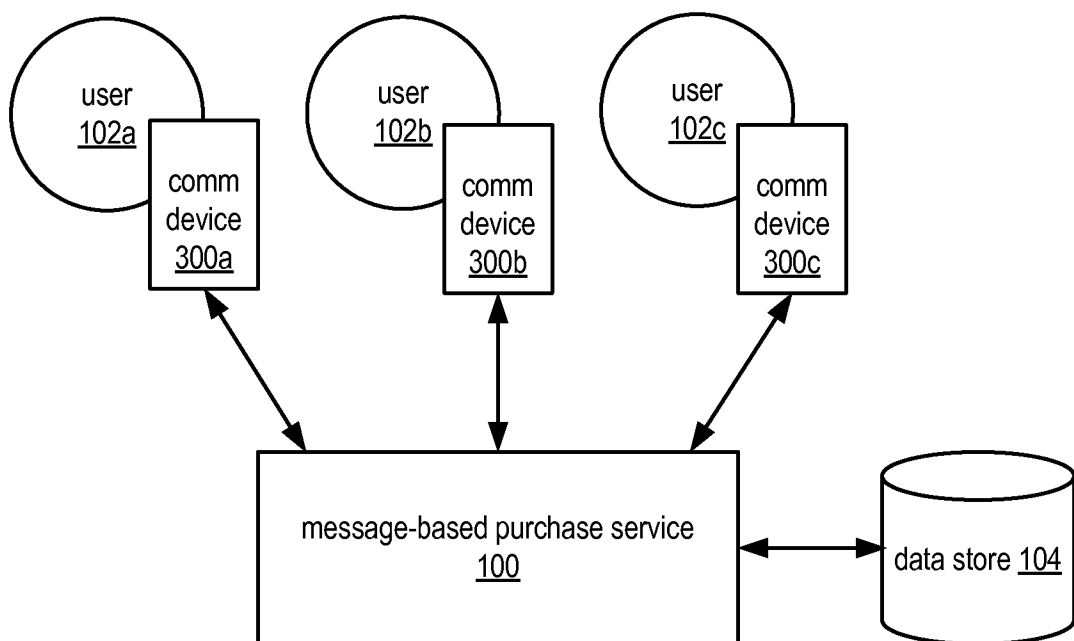 user
102a
user
102b
user
102c
comm
device
300a
comm
device
300b
comm
device
300c
message-based purchase service
100
data store 104